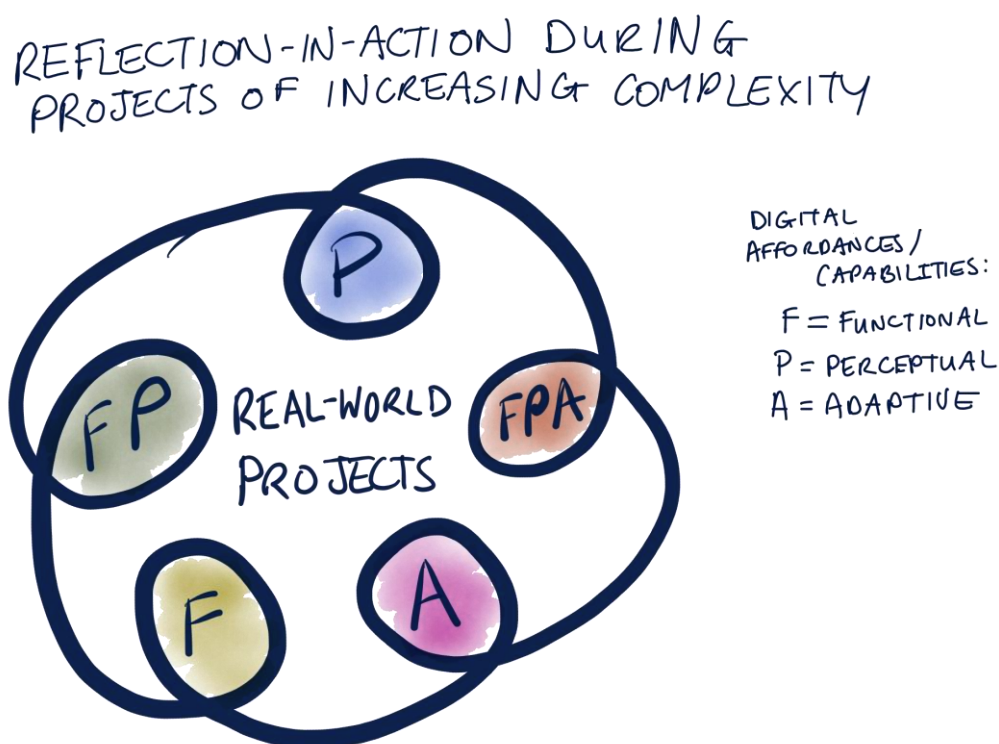 REFLECTION-IN-ACTION DURING
PROJECTS OF INCREASING COMPLEXITY
P
DIGITAL
AFFORDANCES/
CAPABILITIES:
F = FUNCTIONAL
P = PERCEPTUAL
A = ADAPTIVE
FP
REAL-WORLD
PROJECTS
FPA
F
A